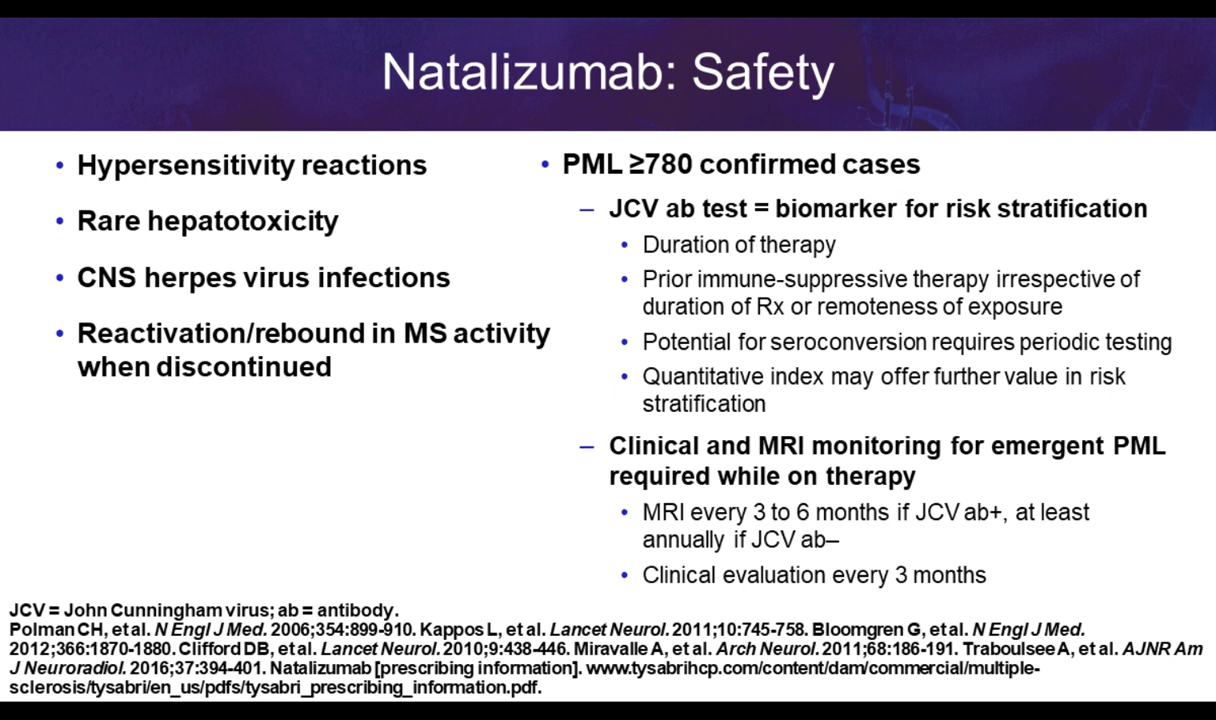 Natalizumab: Safety
• Hypersensitivity reactions
• Rare hepatotoxicity
• CNS herpes virus infections
• Reactivation/rebound in MS activity
when discontinued
• PML ≥780 confirmed cases
– JCV ab test = biomarker for risk stratification
• Duration of therapy
• Prior immune-suppressive therapy irrespective of
duration of Rx or remoteness of exposure
• Potential for seroconversion requires periodic testing
• Quantitative index may offer further value in risk
stratification
– Clinical and MRI monitoring for emergent PML
required while on therapy
• MRI every 3 to 6 months if JCV ab+, at least
annually if JCV ab–
• Clinical evaluation every 3 months
JCV = John Cunningham virus; ab = antibody.
Polman CH, et al. N Engl J Med. 2006;354:899-910. Kappos L, et al. Lancet Neurol. 2011;10:745-758. Bloomgren G, et al. N Engl J Med.
2012;366:1870-1880. Clifford DB, et al. Lancet Neurol. 2010;9:438-446. Miravalle A, et al. Arch Neurol. 2011;68:186-191. Traboulsee A, et al. AJNR Am
J Neuroradiol. 2016;37:394-401. Natalizumab [prescribing information]. www.tysabrihcp.com/content/dam/commercial/multiple-
sclerosis/tysabri/en_us/pdfs/tysabri_prescribing_information.pdf.